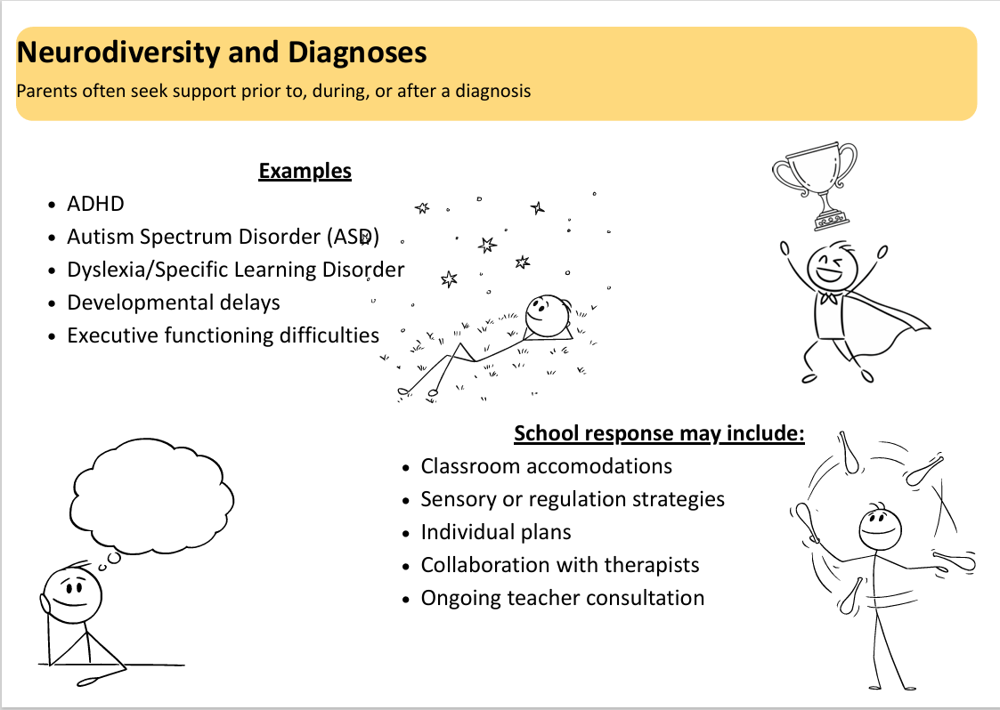 Neurodiversity and Diagnoses
Parents often seek support prior to, during, or after a diagnosis
Examples
• ADHD
• Autism Spectrum Disorder (ASD)
• Dyslexia/Specific Learning Disorder
• Developmental delays
• Executive functioning difficulties
School response may include:
• Classroom accomodations
• Sensory or regulation strategies
• Individual plans
• Collaboration with therapists
• Ongoing teacher consultation